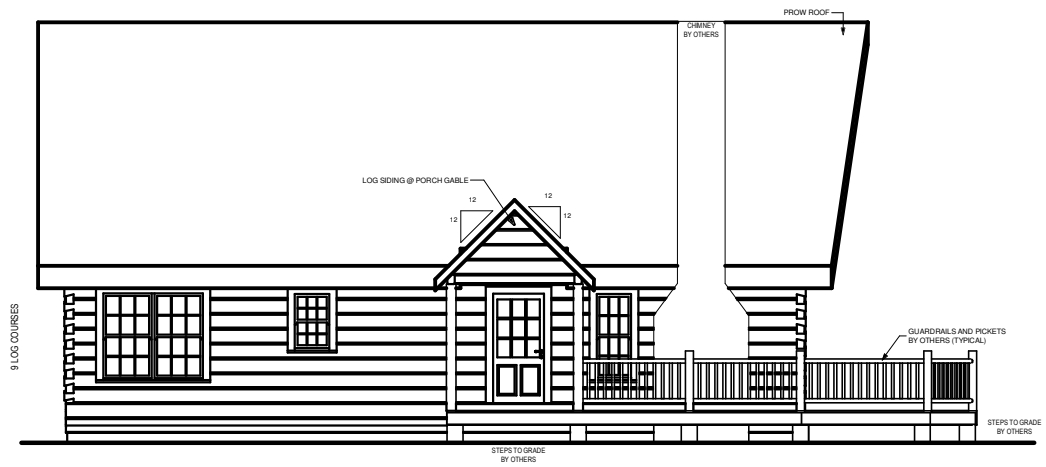 PROW ROOF
CHIMNEY
BY OTHERS
LOG SIDING @ PORCH GABLE
12
12
12
12
9 LOG COURSES
GUARDRAILS AND PICKETS
BY OTHERS (TYPICAL)
STEPS TO GRADE
BY OTHERS
STEPS TO GRADE
BY OTHERS